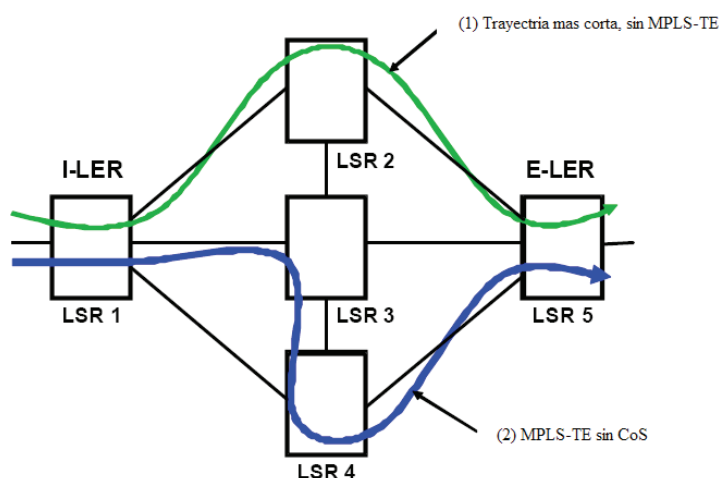 (1) Trayectria mas corta, sin MPLS-TE
LSR 2
I-LER
E-LER
LSR 1
LSR 3
LSR 5
(2) MPLS-TE sin CoS
LSR 4